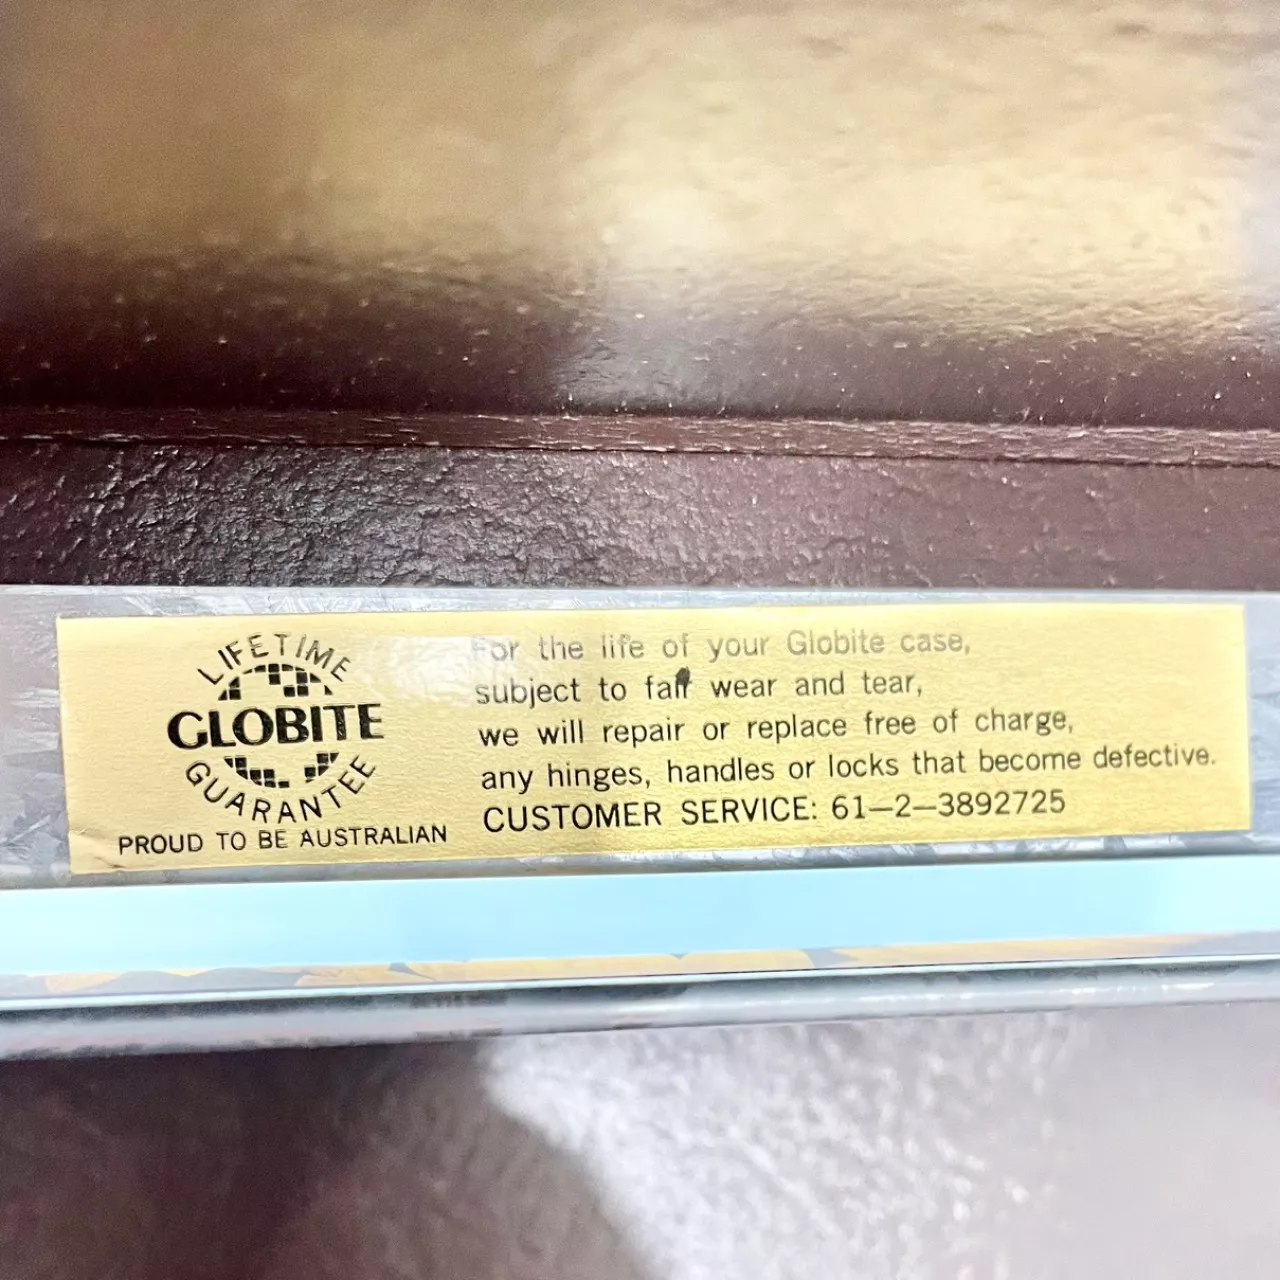 LIFETIME
GLOBITE
GUARANTEE
PROUD TO BE AUSTRALIAN
For the life of your Globite case,
subject to fair wear and tear,
we will repair or replace free of charge,
any hinges, handles or locks that become defective.
CUSTOMER SERVICE: 61–2–3892725